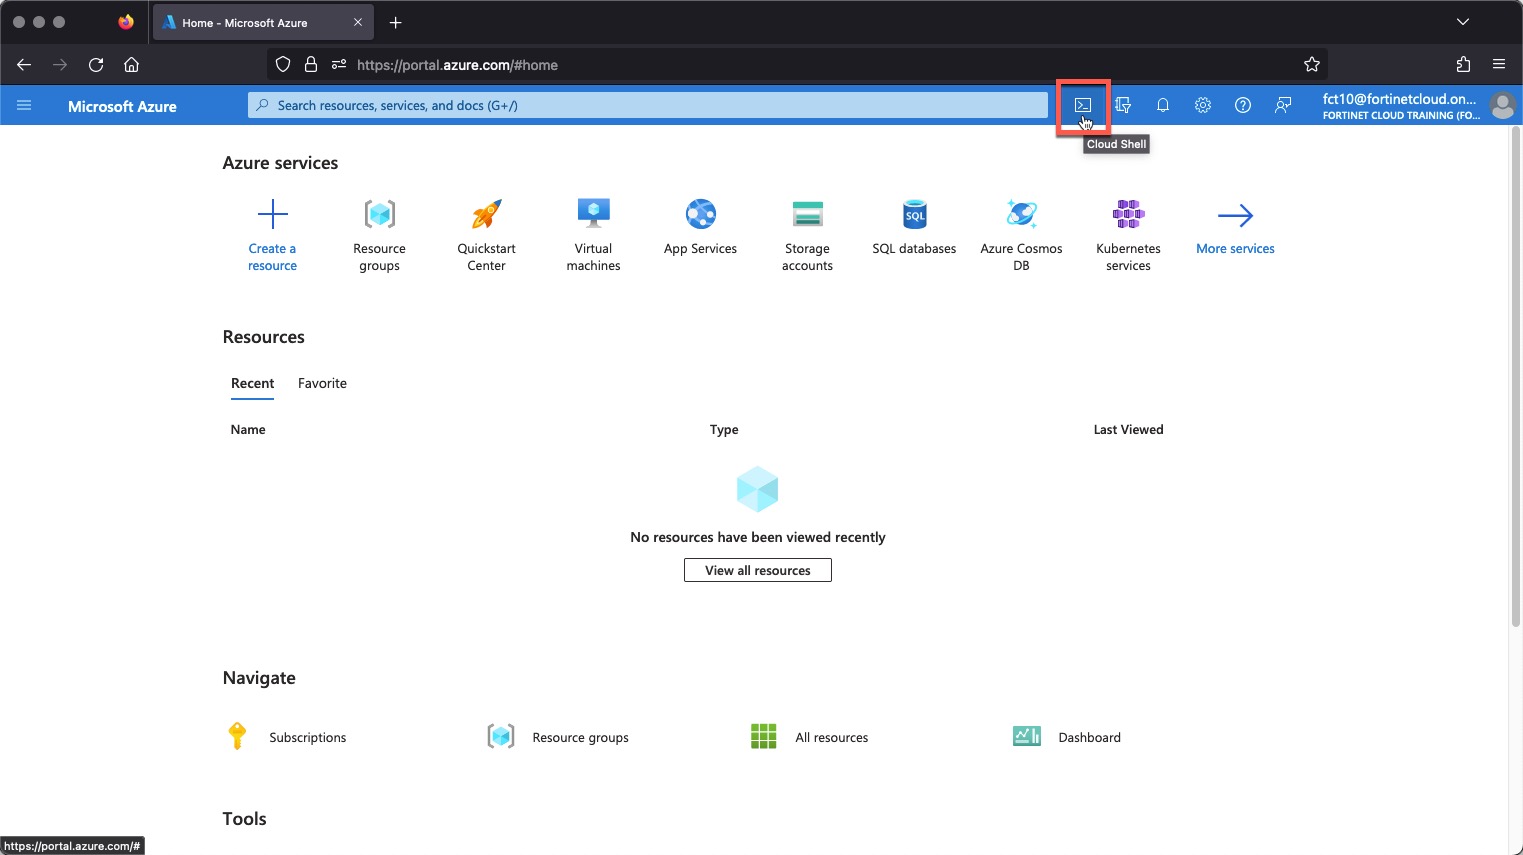 Home - Microsoft Azure
https://portal.azure.com/#home
Microsoft Azure
Search resources, services, and docs (G+/)
fct10@fortinetcloud.on...
FORTINET CLOUD TRAINING (FO...
Cloud Shell
Azure services
Create a
resource
Resource
groups
Quickstart
Center
Virtual
machines
App Services
Storage
accounts
SQL
SQL databases
Azure Cosmos
DB
Kubernetes
services
More services
Resources
Recent
Favorite
Name
Type
Last Viewed
No resources have been viewed recently
View all resources
Navigate
Subscriptions
Resource groups
All resources
Dashboard
Tools
https://portal.azure.com/#